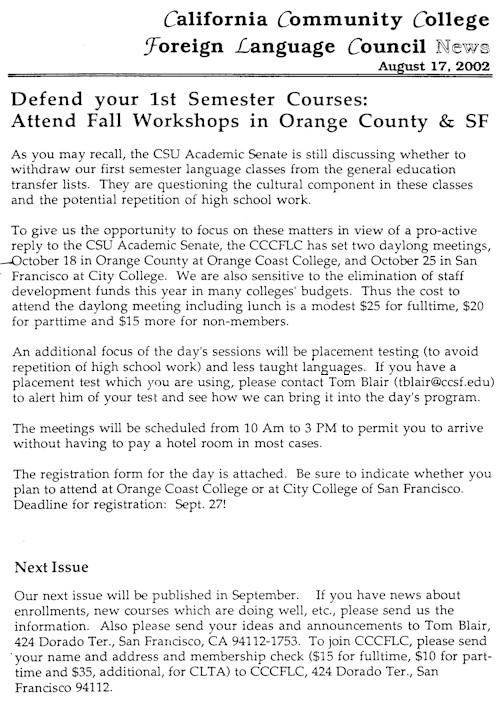 California Community College
Foreign Language Council News
August 17, 2002
Defend your 1st Semester Courses:
Attend Fall Workshops in Orange County & SF
As you may recall, the CSU Academic Senate is still discussing whether to
withdraw our first semester language classes from the general education
transfer lists. They are questioning the cultural component in these classes
and the potential repetition of high school work.
To give us the opportunity to focus on these matters in view of a pro-active
reply to the CSU Academic Senate, the CCCFLC has set two daylong meetings,
October 18 in Orange County at Orange Coast College, and October 25 in San
Francisco at City College. We are also sensitive to the elimination of staff
development funds this year in many colleges' budgets. Thus the cost to
attend the daylong meeting including lunch is a modest $25 for fulltime, $20
for parttime and $15 more for non-members.
An additional focus of the day's sessions will be placement testing (to avoid
repetition of high school work) and less taught languages. If you have a
placement test which you are using, please contact Tom Blair (tblair@ccsf.edu)
to alert him of your test and see how we can bring it into the day's program.
The meetings will be scheduled from 10 Am to 3 PM to permit you to arrive
without having to pay a hotel room in most cases.
The registration form for the day is attached. Be sure to indicate whether you
plan to attend at Orange Coast College or at City College of San Francisco.
Deadline for registration: Sept. 27!
Next Issue
Our next issue will be published in September. If you have news about
enrollments, new courses which are doing well, etc., please send us the
information. Also please send your ideas and announcements to Tom Blair,
424 Dorado Ter., San Francisco, CA 94112-1753. To join CCCFLC, please send
your name and address and membership check ($15 for fulltime, $10 for part-
time and $35, additional, for CLTA) to CCCFLC, 424 Dorado Ter., San
Francisco 94112.